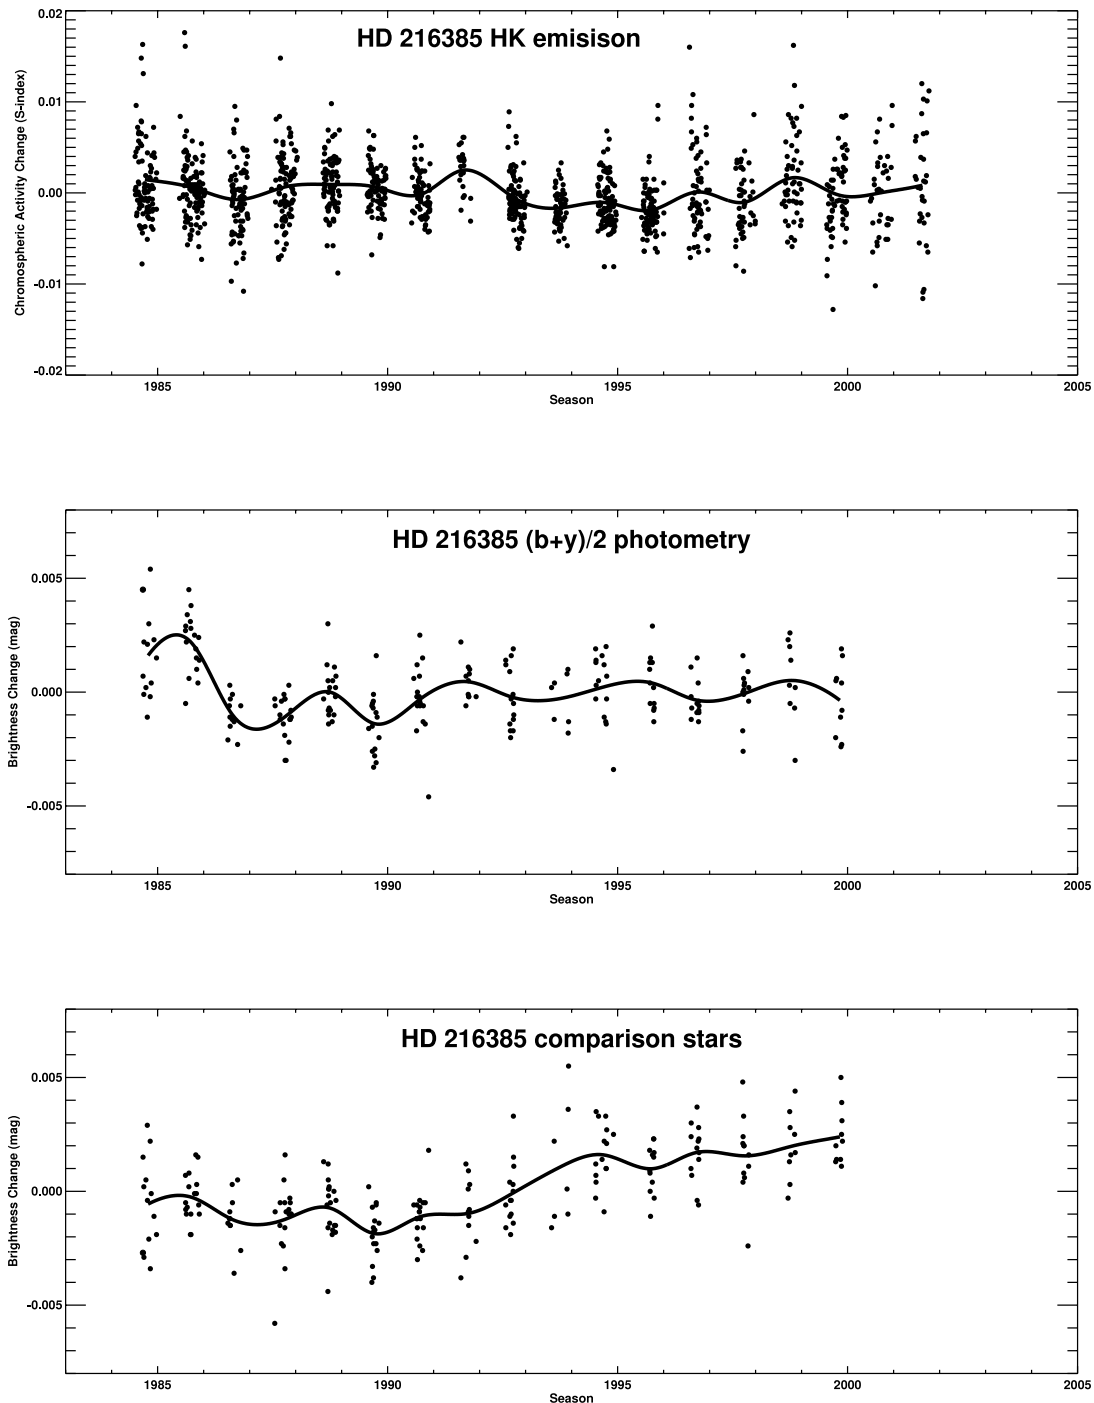 HD 216385 HK emisison
Chromospheric Activity Change (S-index)
0.02
0.01
0.00
-0.01
-0.02
1985 1990 1995 2000 2005
Season
HD 216385 (b+y)/2 photometry
Brightness Change (mag)
0.005
0.000
-0.005
1985 1990 1995 2000 2005
Season
HD 216385 comparison stars
Brightness Change (mag)
0.005
0.000
-0.005
1985 1990 1995 2000 2005
Season